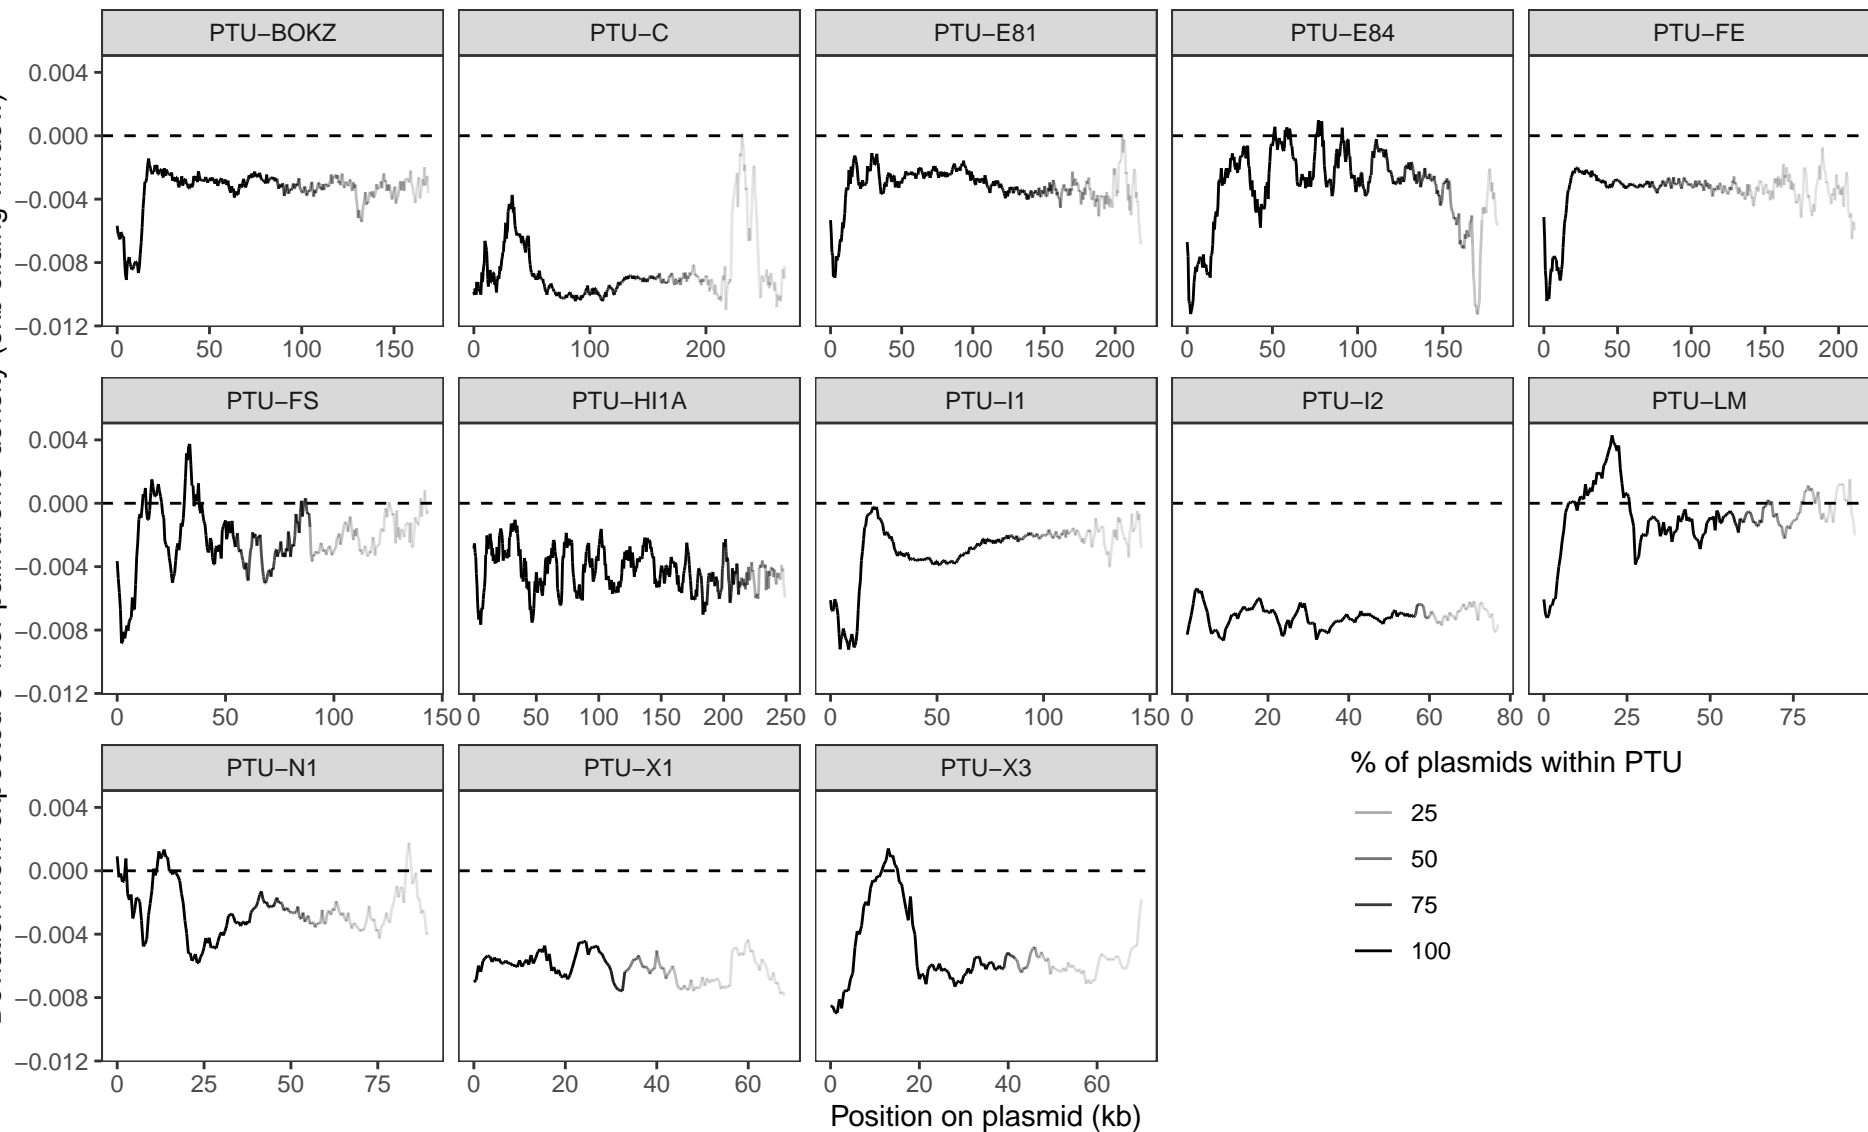 PTU−BOKZ PTU−C PTU−E81 PTU−E84 PTU−FE
0.004
0.000
−0.004
−0.008
−0.012
0 50 100 150 0 100 200 0 50 100 150 200 0 50 100 150 0 50 100 150 200
PTU−FS PTU−HI1A PTU−I1 PTU−I2 PTU−LM
0.004
0.000
−0.004
−0.008
−0.012
0 50 100 150 0 50 100 150 200 250 0 50 100 150 0 20 40 60 80 0 25 50 75
PTU−N1 PTU−X1 PTU−X3
% of plasmids within PTU
25
50
75
100
0.004
0.000
−0.004
−0.008
−0.012
0 25 50 75 0 20 40 60 0 20 40 60
Position on plasmid (kb)